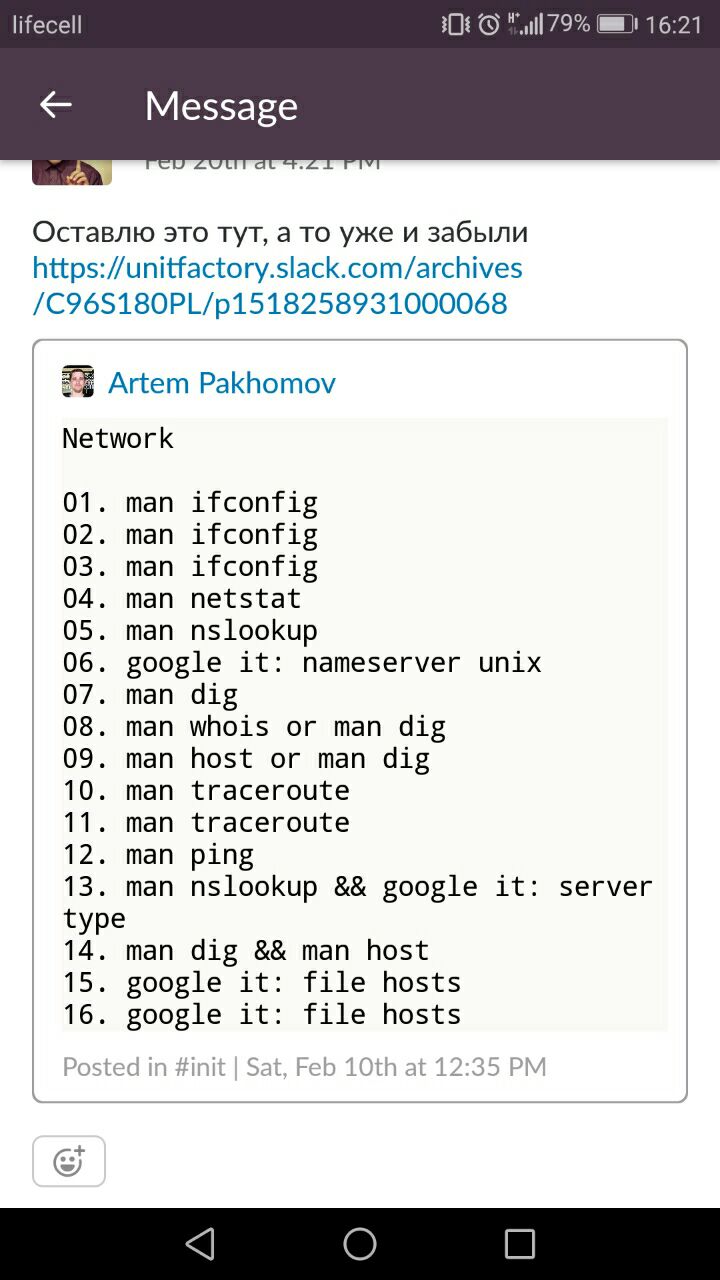 lifecell 79% 16:21
Message
Feb 20th at 4:21 PM
Оставлю это тут, а то уже и забыли
https://unitfactory.slack.com/archives
/C96S180PL/p1518258931000068
Artem Pakhomov
Network
01. man ifconfig
02. man ifconfig
03. man ifconfig
04. man netstat
05. man nslookup
06. google it: nameserver unix
07. man dig
08. man whois or man dig
09. man host or man dig
10. man traceroute
11. man traceroute
12. man ping
13. man nslookup && google it: server
type
14. man dig && man host
15. google it: file hosts
16. google it: file hosts
Posted in #init | Sat, Feb 10th at 12:35 PM